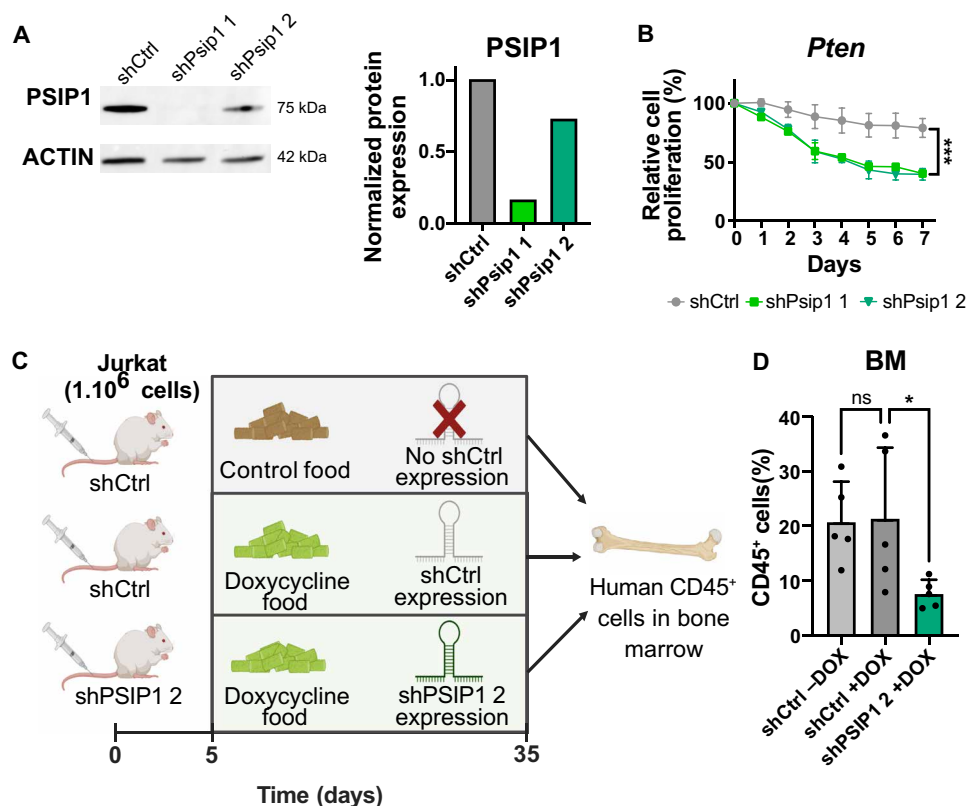 A
shCtrl
shPsip1 1
shPsip1 2
PSIP1
75 kDa
ACTIN
42 kDa
PSIP1
Normalized protein
expression
1.0
0.5
0.0
shCtrl
shPsip1 1
shPsip1 2
B
Pten
Relative cell
proliferation (%)
100
50
0
0 1 2 3 4 5 6 7
Days
***
shCtrl shPsip1 1 shPsip1 2
C
Jurkat
(1.10⁶ cells)
shCtrl
Control food
No shCtrl
expression
shCtrl
Doxycycline
food
shCtrl
expression
shPSIP1 2
Doxycycline
food
shPSIP1 2
expression
Human CD45⁺
cells in bone
marrow
0 5 35
Time (days)
D
BM
ns
*
CD45⁺ cells(%)
40
30
20
10
0
shCtrl –DOX
shCtrl +DOX
shPSIP1 2 +DOX